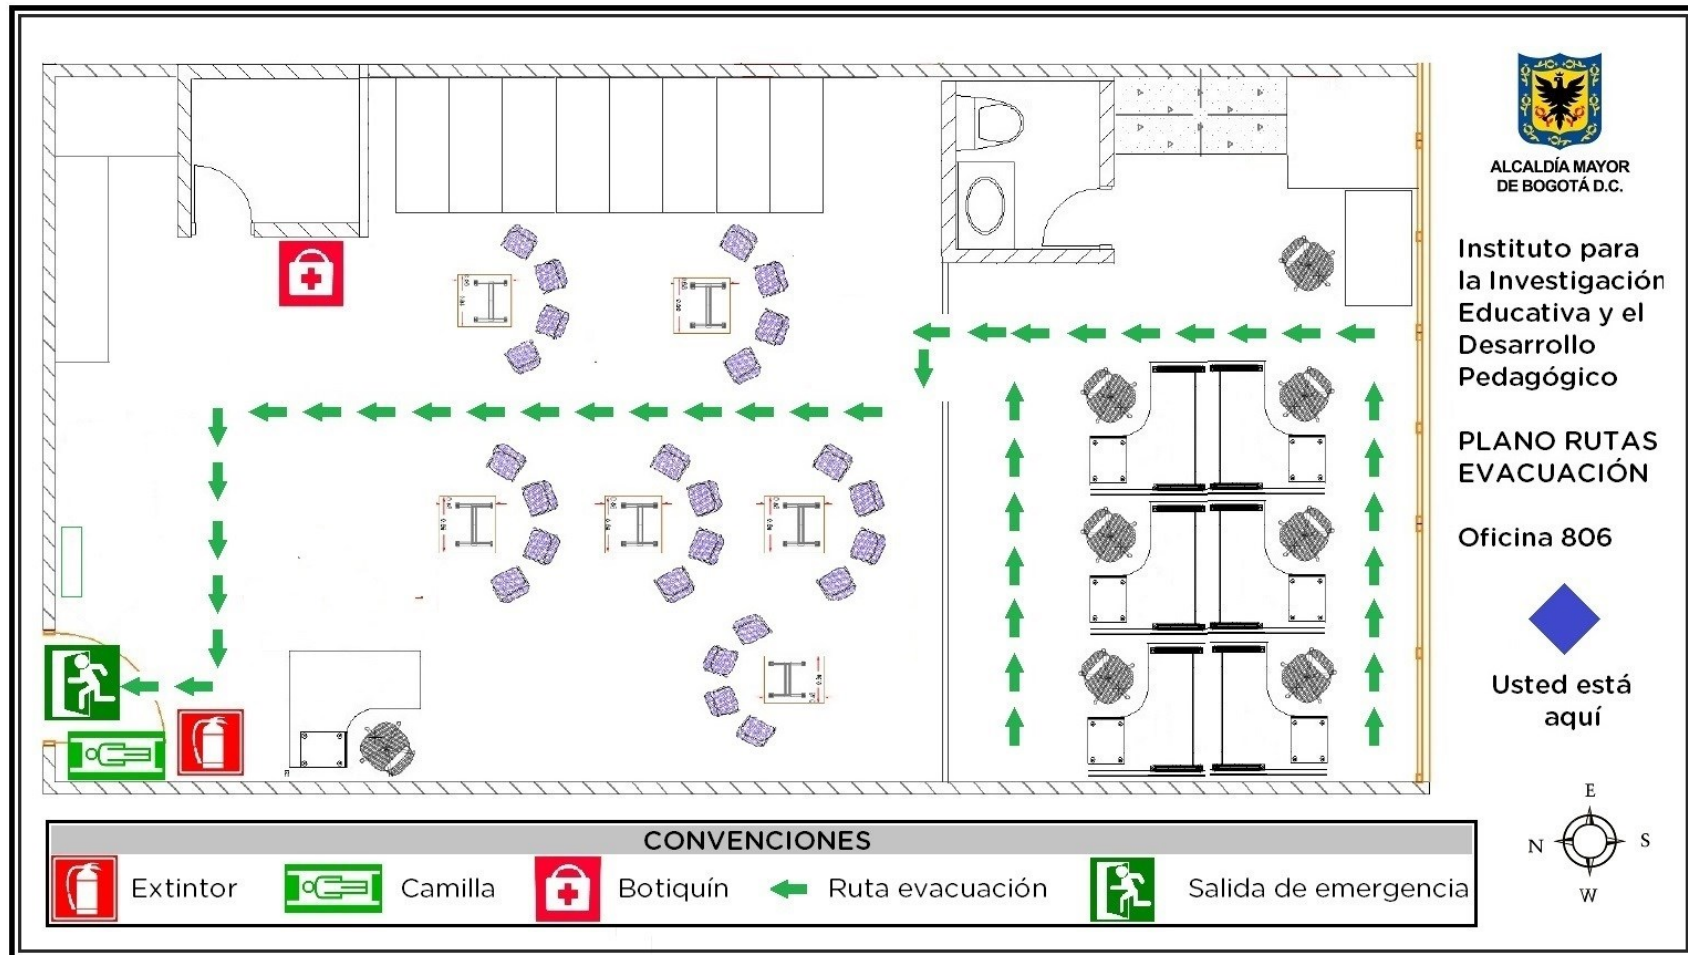 ALCALDÍA MAYOR
DE BOGOTÁ D.C.
Instituto para
la Investigación
Educativa y el
Desarrollo
Pedagógico
PLANO RUTAS
EVACUACIÓN
Oficina 806
Usted está
aquí
E
N
S
W
CONVENCIONES
Extintor
Camilla
Botiquín
Ruta evacuación
Salida de emergencia